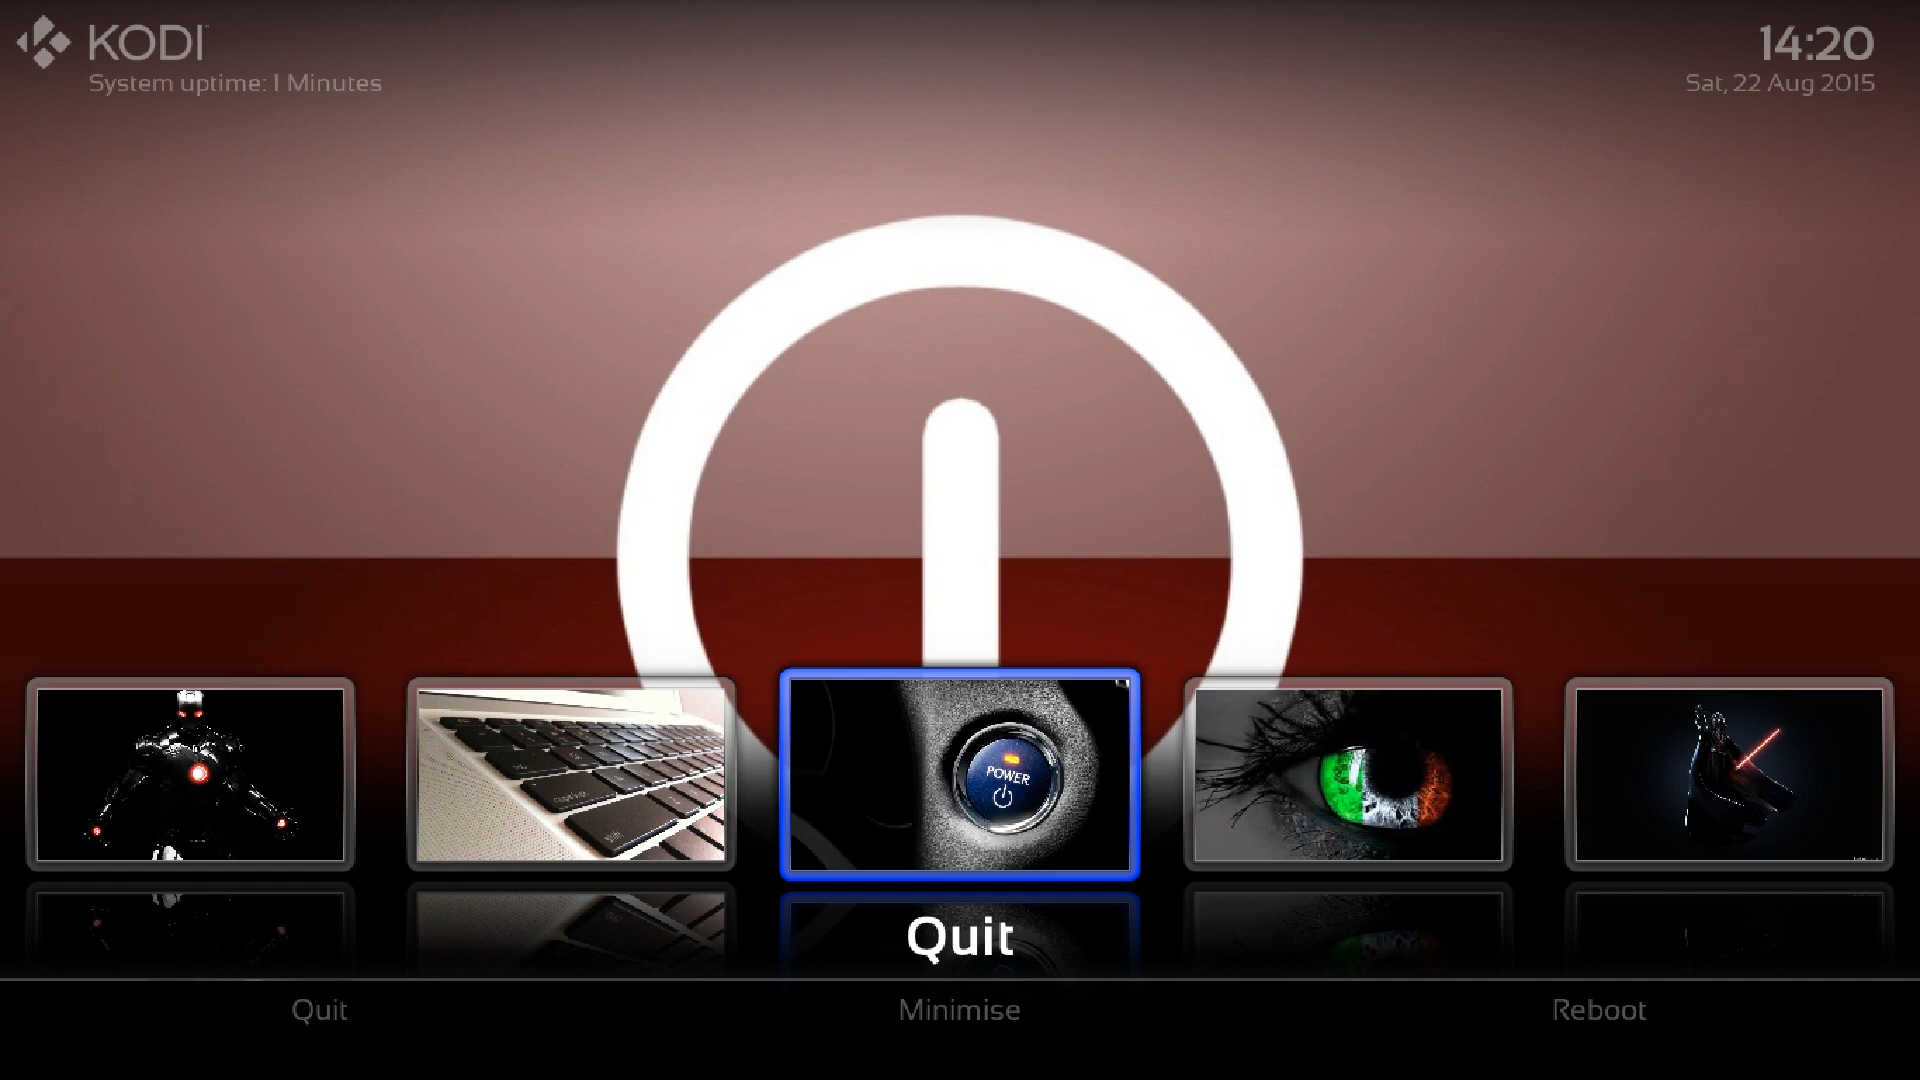 KODI
System uptime: 1 Minutes
14:20
Sat, 22 Aug 2015
POWER
Quit
Quit
Minimise
Reboot